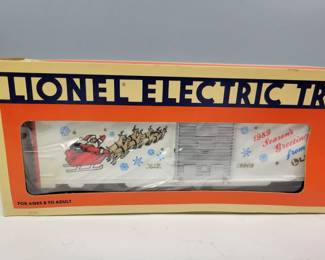 LIONEL ELECTRIC TR
1989
Season's
Greetings
from
FOR AGES 8 TO ADULT